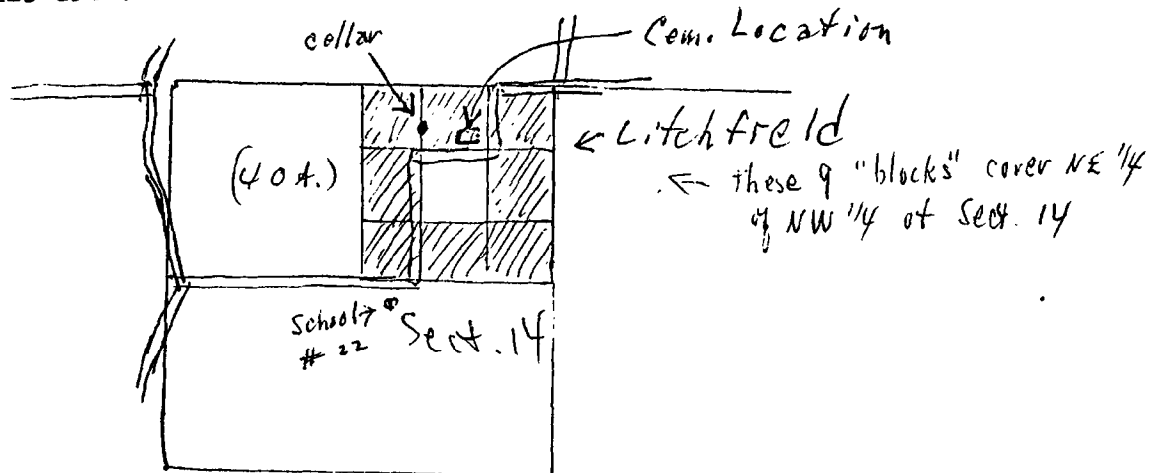 cellar
Cem. Location
← Litchfield
← these 9 "blocks" cover NE 1/4
of NW 1/4 of Sect. 14
(40A.)
School→
# 22
Sect. 14